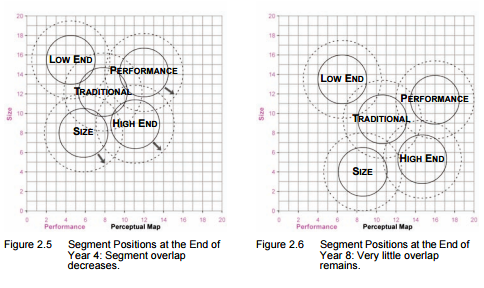 20
18
16
14
12
10
8
6
4
2
0
Size
LOW END
PERFORMANCE
TRADITIONAL
SIZE
HIGH END
0 2 4 6 8 10 12 14 16 18 20
Performance Perceptual Map
Figure 2.5 Segment Positions at the End of
Year 4: Segment overlap
decreases.
20
18
16
14
12
10
8
6
4
2
0
Size
LOW END
PERFORMANCE
TRADITIONAL
HIGH END
SIZE
0 2 4 6 8 10 12 14 16 18 20
Performance Perceptual Map
Figure 2.6 Segment Positions at the End of
Year 8: Very little overlap
remains.